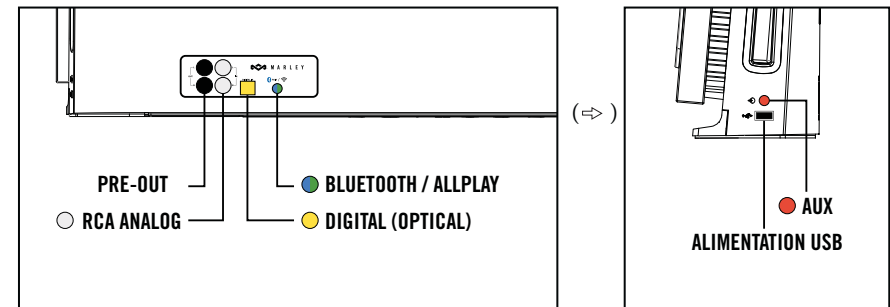 MARLEY
PRE-OUT
BLUETOOTH / ALLPLAY
RCA ANALOG
DIGITAL (OPTICAL)
AUX
ALIMENTATION USB